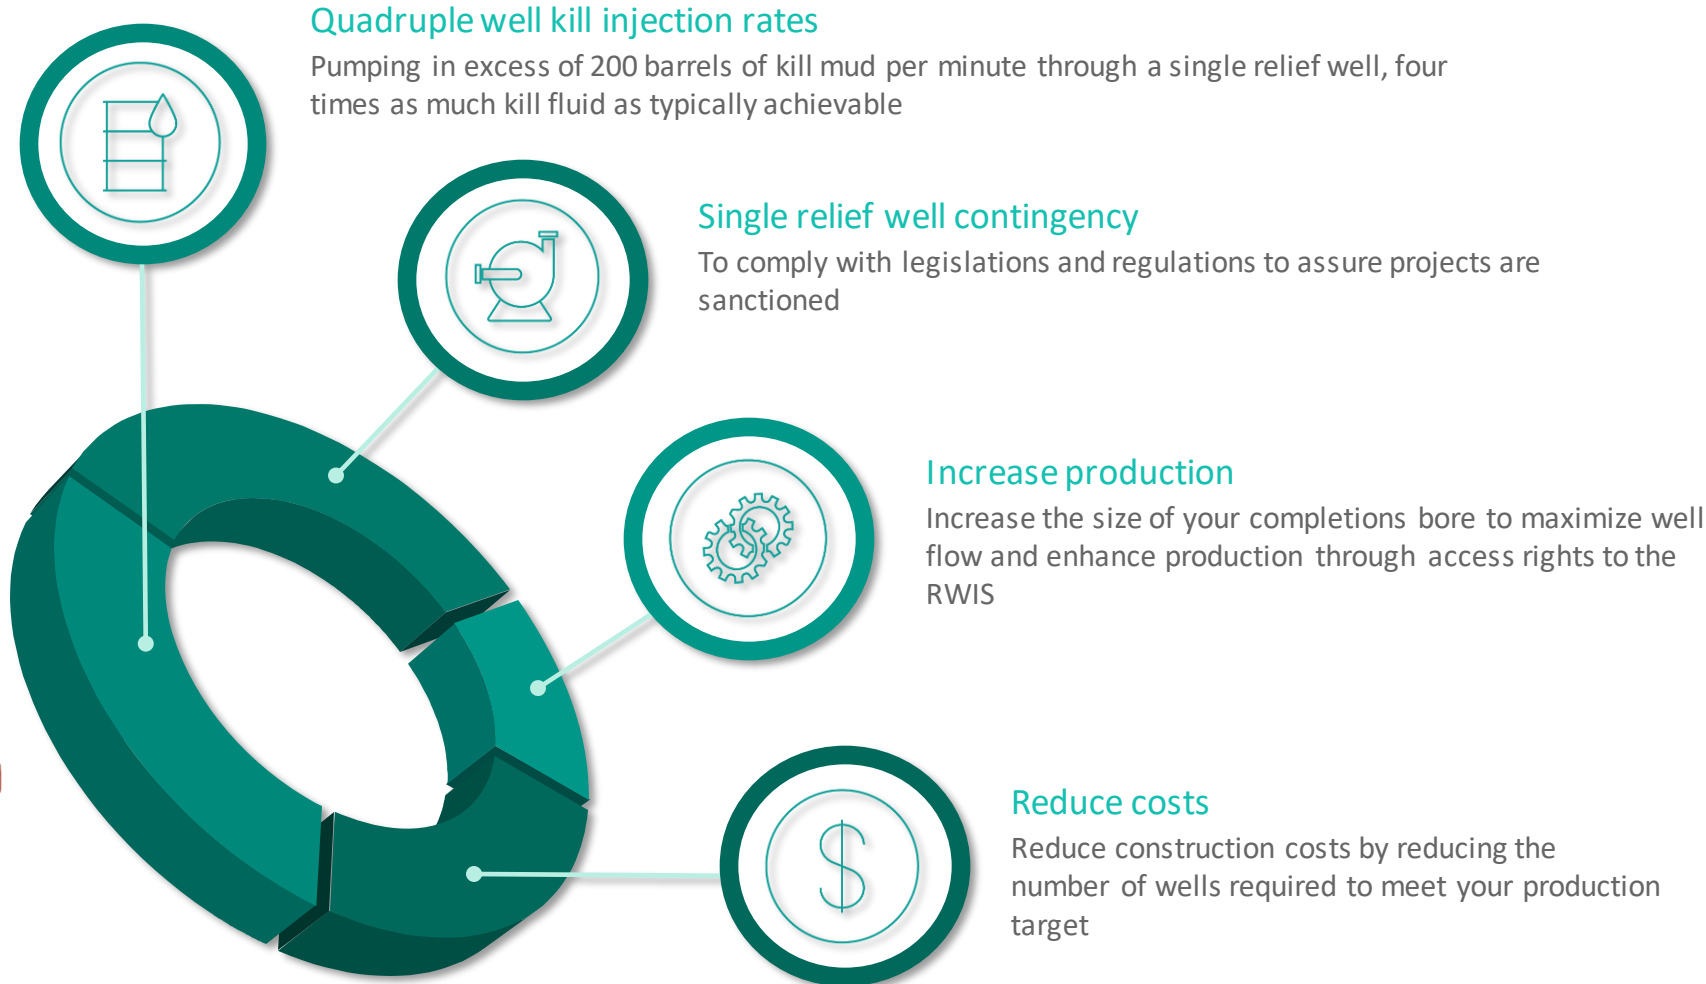 Quadruple well kill injection rates
Pumping in excess of 200 barrels of kill mud per minute through a single relief well, four
times as much kill fluid as typically achievable
Single relief well contingency
To comply with legislations and regulations to assure projects are
sanctioned
Increase production
Increase the size of your completions bore to maximize well
flow and enhance production through access rights to the
RWIS
Reduce costs
Reduce construction costs by reducing the
number of wells required to meet your production
target